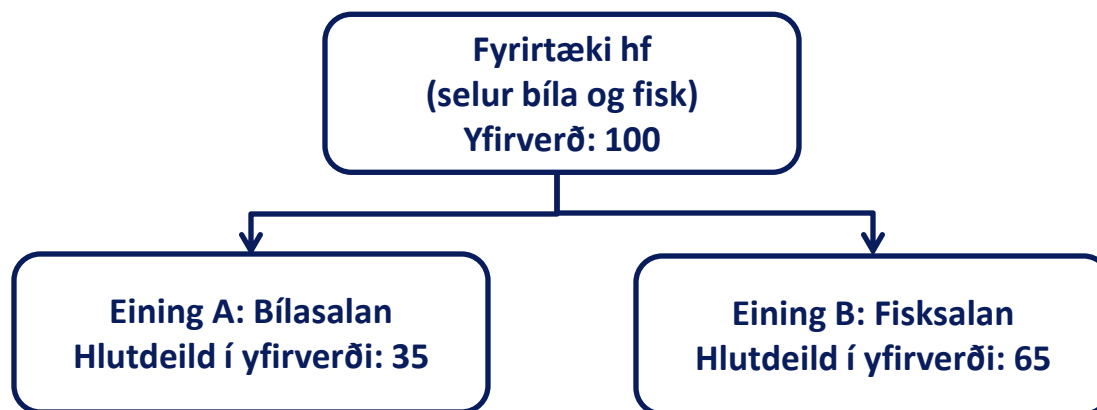 Fyrirtæki hf
(selur bíla og fisk)
Yfirverð: 100
Eining A: Bílasalan
Hlutdeild í yfirverði: 35
Eining B: Fisksalan
Hlutdeild í yfirverði: 65